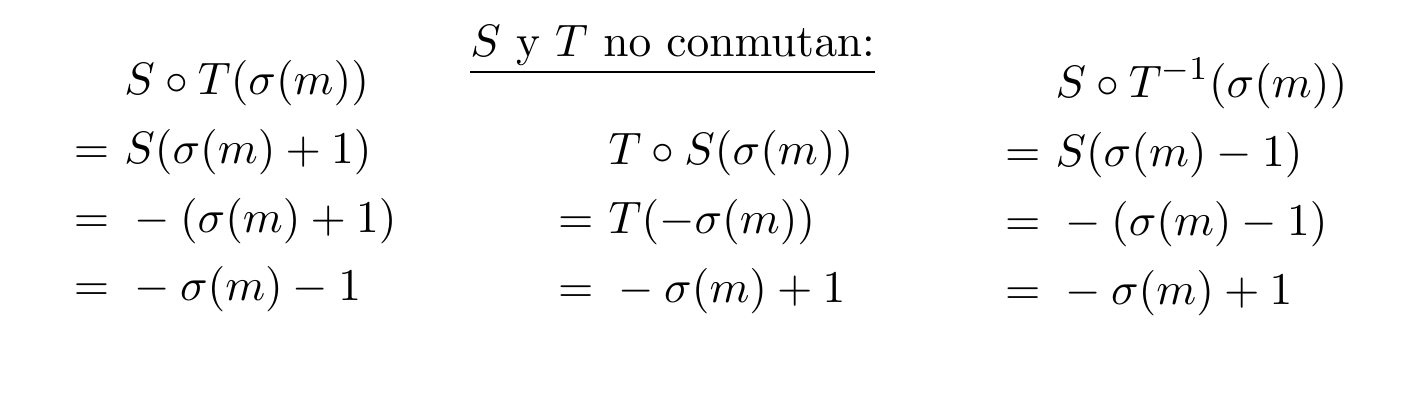 S y T no conmutan:
S ∘ T(σ(m))
= S(σ(m) + 1)
= − (σ(m) + 1)
= − σ(m) − 1
T ∘ S(σ(m))
= T(−σ(m))
= − σ(m) + 1
S ∘ T⁻¹(σ(m))
= S(σ(m) − 1)
= − (σ(m) − 1)
= − σ(m) + 1